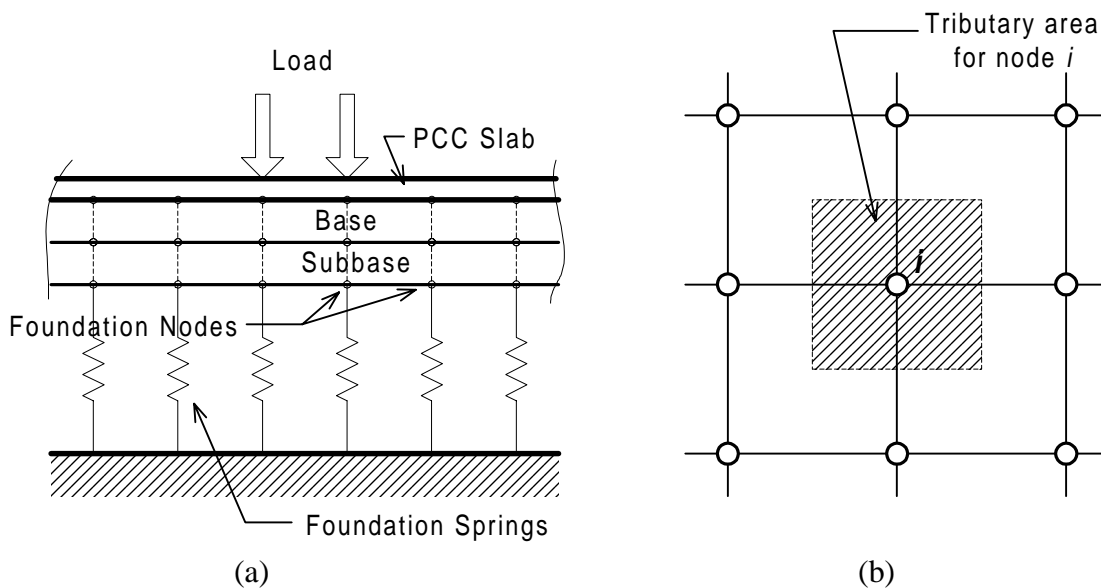 Load
PCC Slab
Base
Subbase
Foundation Nodes
Foundation Springs
(a)
Tributary area
for node i
i
(b)